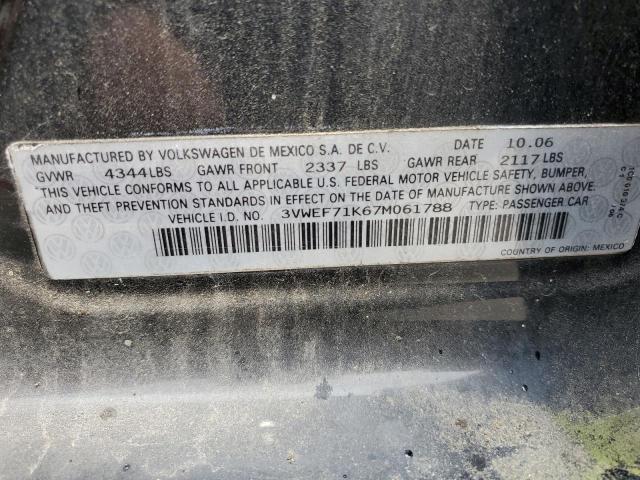 MANUFACTURED BY VOLKSWAGEN DE MEXICO S.A. DE C.V. DATE 10.06
GVWR 4344LBS GAWR FRONT 2337 LBS GAWR REAR 2117LBS
"THIS VEHICLE CONFORMS TO ALL APPLICABLE U.S. FEDERAL MOTOR VEHICLE SAFETY, BUMPER,
AND THEFT PREVENTION STANDARDS IN EFFECT ON THE DATE OF MANUFACTURE SHOWN ABOVE.
VEHICLE I.D. NO. 3VWEF71K67M061788 TYPE: PASSENGER CAR
COUNTRY OF ORIGIN: MEXICO